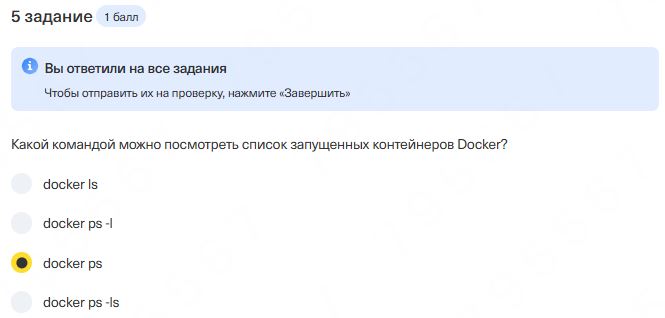 5 задание 1 балл
Вы ответили на все задания
Чтобы отправить их на проверку, нажмите «Завершить»
Какой командой можно посмотреть список запущенных контейнеров Docker?
docker ls
docker ps -l
docker ps
docker ps -ls